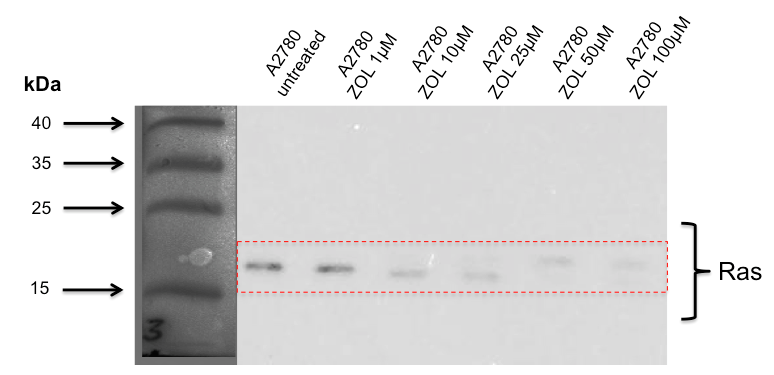 A2780
untreated
A2780
ZOL 1µM
A2780
ZOL 10µM
A2780
ZOL 25µM
A2780
ZOL 50µM
A2780
ZOL 100µM
kDa
40
35
25
15
Ras
3